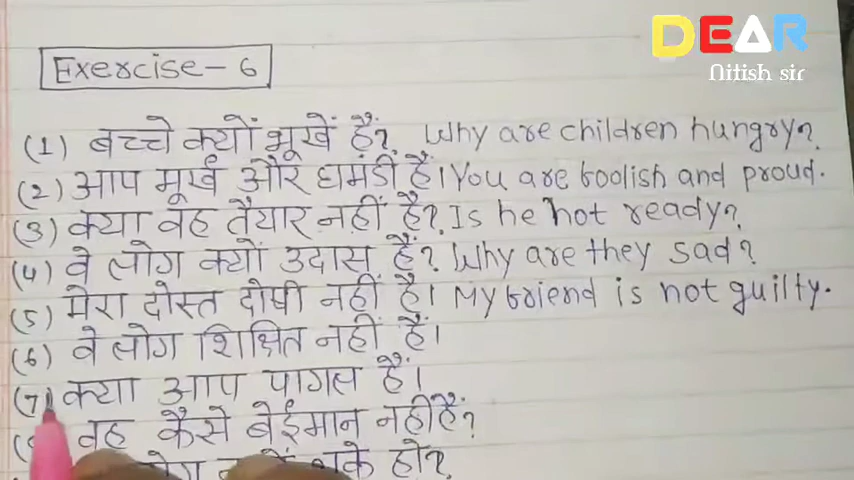 DEAR
Nitish sir
Exercise-6
(1) बच्चे क्यों भूखें हैं? Why are children hungry?
(2) आप मूर्ख और घमंडी हैं। You are foolish and proud.
(3) क्या वह तैयार नहीं है? Is he not ready?
(4) वे लोग क्यों उदास हैं? Why are they sad?
(5) मेरा दोस्त दोषी नहीं है। My friend is not guilty.
(6) वे लोग शिक्षित नहीं हैं।
(7) क्या आप पागल हैं।
वह कैसे बेईमान नहीं हैं?
थके हो?